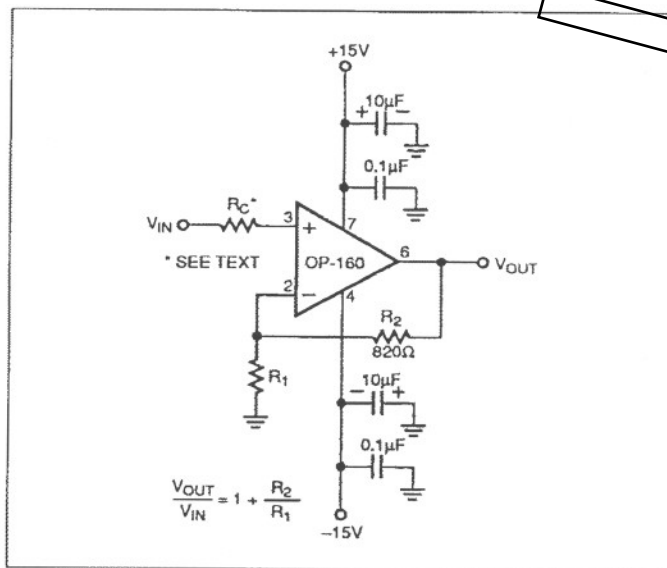 +15V
+ 10µF −
0.1µF
RC*
VIN
3
+
7
* SEE TEXT
OP-160
6
VOUT
2
−
4
R2
820Ω
R1
− 10µF +
0.1µF
VOUT/VIN = 1 + R2/R1
−15V